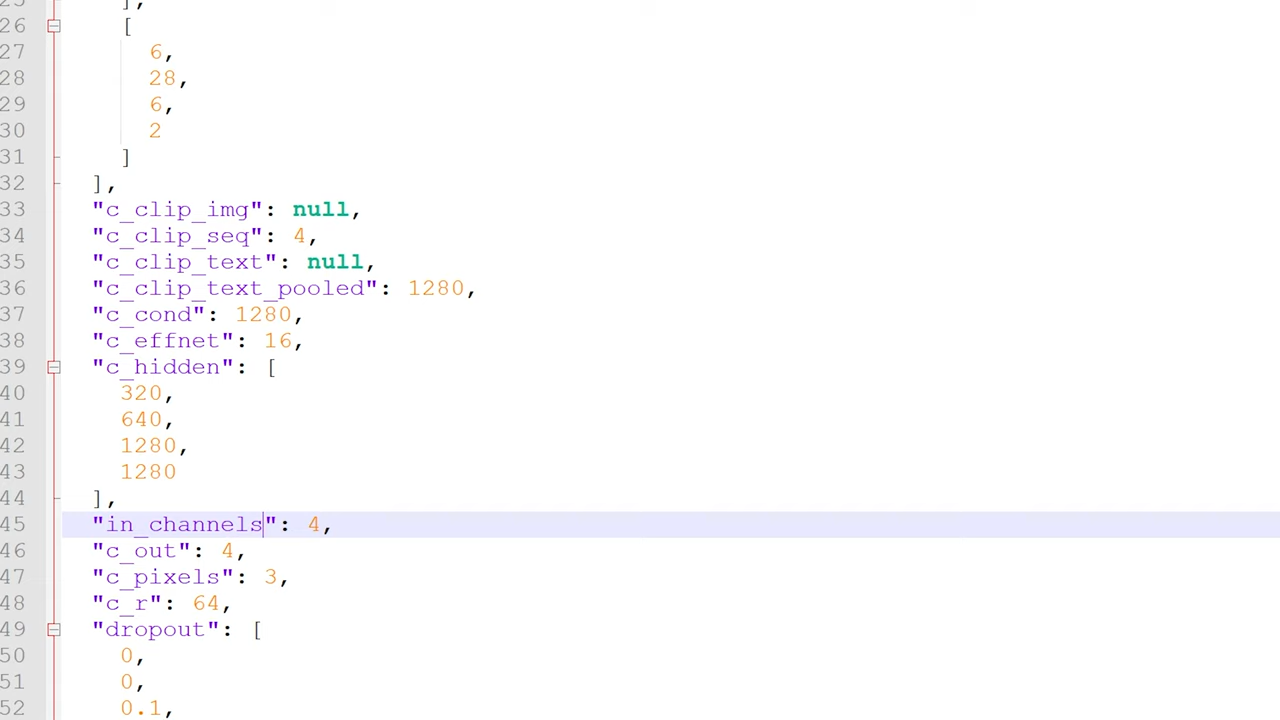 25 ],
26 [
27 6,
28 28,
29 6,
30 2
31 ]
32 ],
33 "c_clip_img": null,
34 "c_clip_seq": 4,
35 "c_clip_text": null,
36 "c_clip_text_pooled": 1280,
37 "c_cond": 1280,
38 "c_effnet": 16,
39 "c_hidden": [
40 320,
41 640,
42 1280,
43 1280
44 ],
45 "in_channels": 4,
46 "c_out": 4,
47 "c_pixels": 3,
48 "c_r": 64,
49 "dropout": [
50 0,
51 0,
52 0.1,